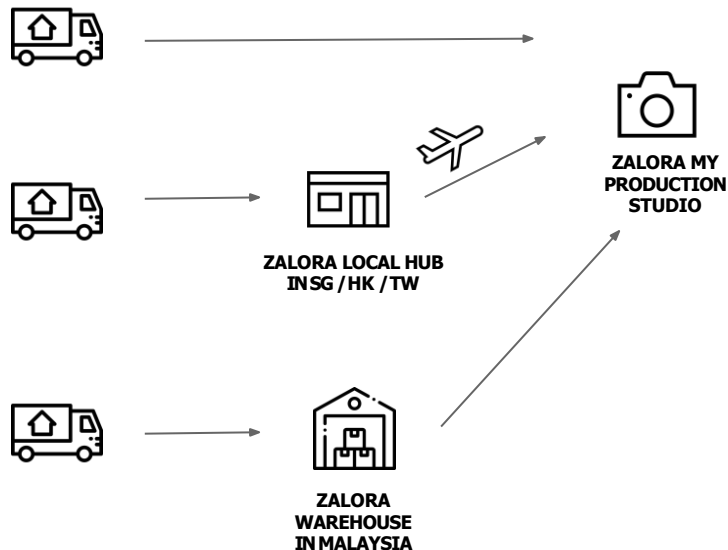 ZALORA MY
PRODUCTION
STUDIO
ZALORA LOCAL HUB
IN SG / HK / TW
ZALORA
WAREHOUSE
IN MALAYSIA